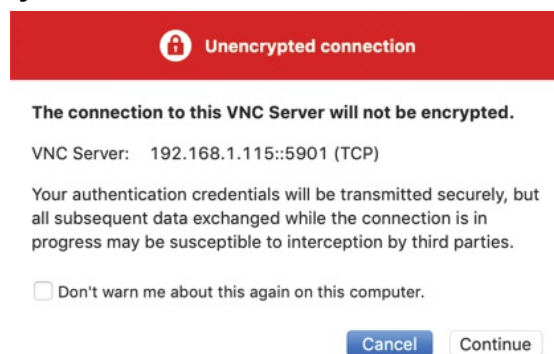 Unencrypted connection
The connection to this VNC Server will not be encrypted.
VNC Server: 192.168.1.115::5901 (TCP)
Your authentication credentials will be transmitted securely, but
all subsequent data exchanged while the connection is in
progress may be susceptible to interception by third parties.
Don't warn me about this again on this computer.
Cancel Continue